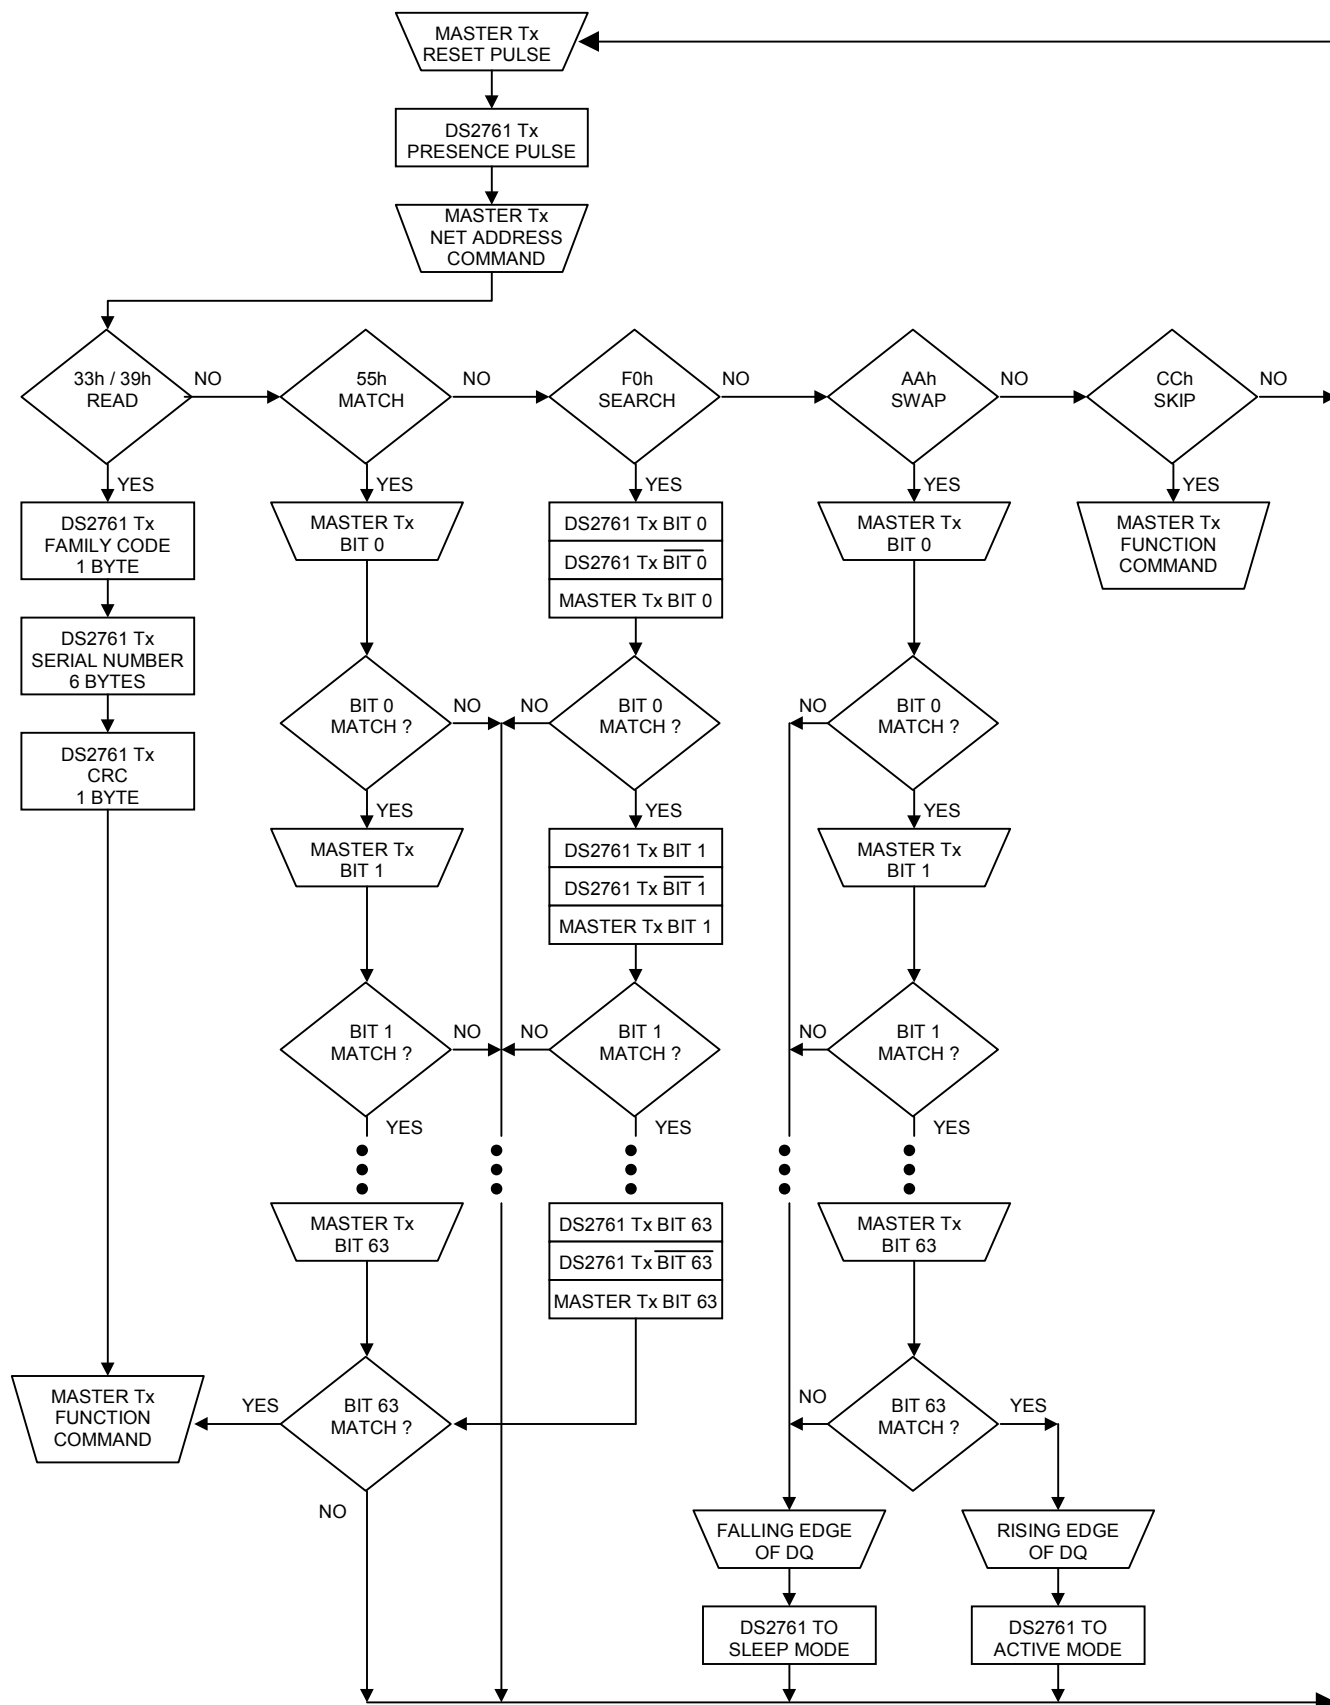 MASTER Tx
RESET PULSE
DS2761 Tx
PRESENCE PULSE
MASTER Tx
NET ADDRESS
COMMAND
33h / 39h
READ
NO
55h
MATCH
NO
F0h
SEARCH
NO
AAh
SWAP
NO
CCh
SKIP
NO
YES
YES
YES
YES
YES
DS2761 Tx
FAMILY CODE
1 BYTE
MASTER Tx
BIT 0
DS2761 Tx BIT 0
DS2761 Tx B̅I̅T̅ ̅0̅
MASTER Tx BIT 0
MASTER Tx
BIT 0
MASTER Tx
FUNCTION
COMMAND
DS2761 Tx
SERIAL NUMBER
6 BYTES
DS2761 Tx
CRC
1 BYTE
BIT 0
MATCH ?
NO
NO
BIT 0
MATCH ?
NO
BIT 0
MATCH ?
YES
YES
YES
MASTER Tx
BIT 1
DS2761 Tx BIT 1
DS2761 Tx B̅I̅T̅ ̅1̅
MASTER Tx BIT 1
MASTER Tx
BIT 1
BIT 1
MATCH ?
NO
NO
BIT 1
MATCH ?
NO
BIT 1
MATCH ?
YES
YES
YES
MASTER Tx
BIT 63
DS2761 Tx BIT 63
DS2761 Tx B̅I̅T̅ ̅6̅3̅
MASTER Tx BIT 63
MASTER Tx
BIT 63
MASTER Tx
FUNCTION
COMMAND
YES
BIT 63
MATCH ?
NO
NO
BIT 63
MATCH ?
YES
FALLING EDGE
OF DQ
RISING EDGE
OF DQ
DS2761 TO
SLEEP MODE
DS2761 TO
ACTIVE MODE